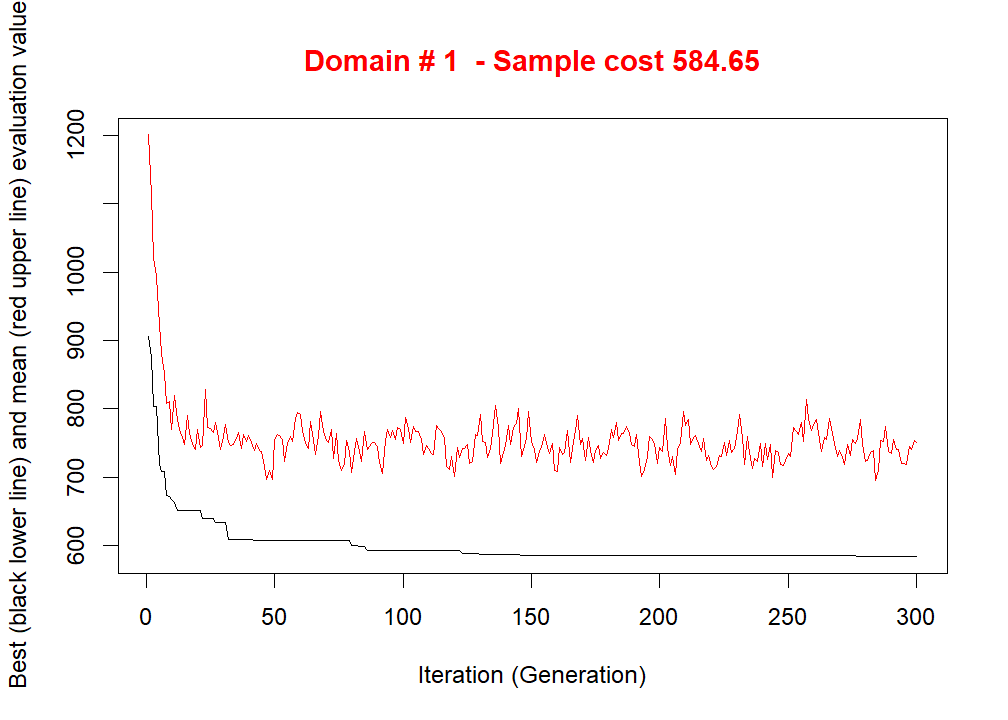 Domain # 1  - Sample cost 584.65
Best (black lower line) and mean (red upper line) evaluation value
1200
1000
900
800
700
600
0 50 100 150 200 250 300
Iteration (Generation)